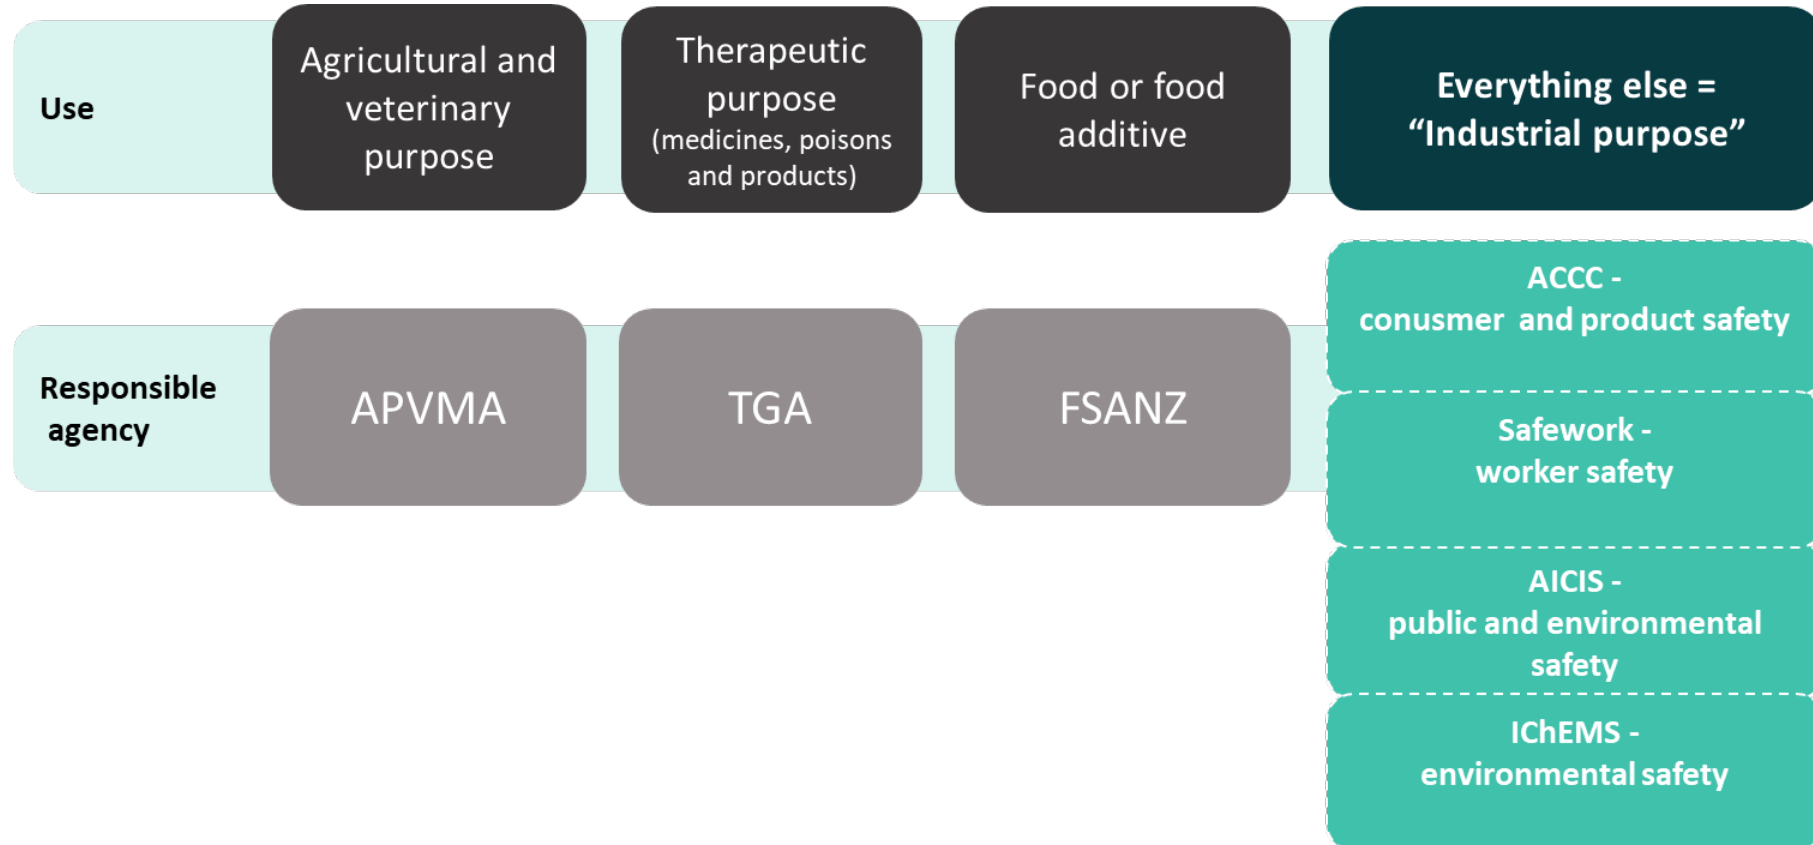 Use
Agricultural and
veterinary
purpose
Therapeutic
purpose
(medicines, poisons
and products)
Food or food
additive
Everything else =
“Industrial purpose”
Responsible
agency
APVMA
TGA
FSANZ
ACCC -
conusmer and product safety
Safework -
worker safety
AICIS -
public and environmental
safety
IChEMS -
environmental safety